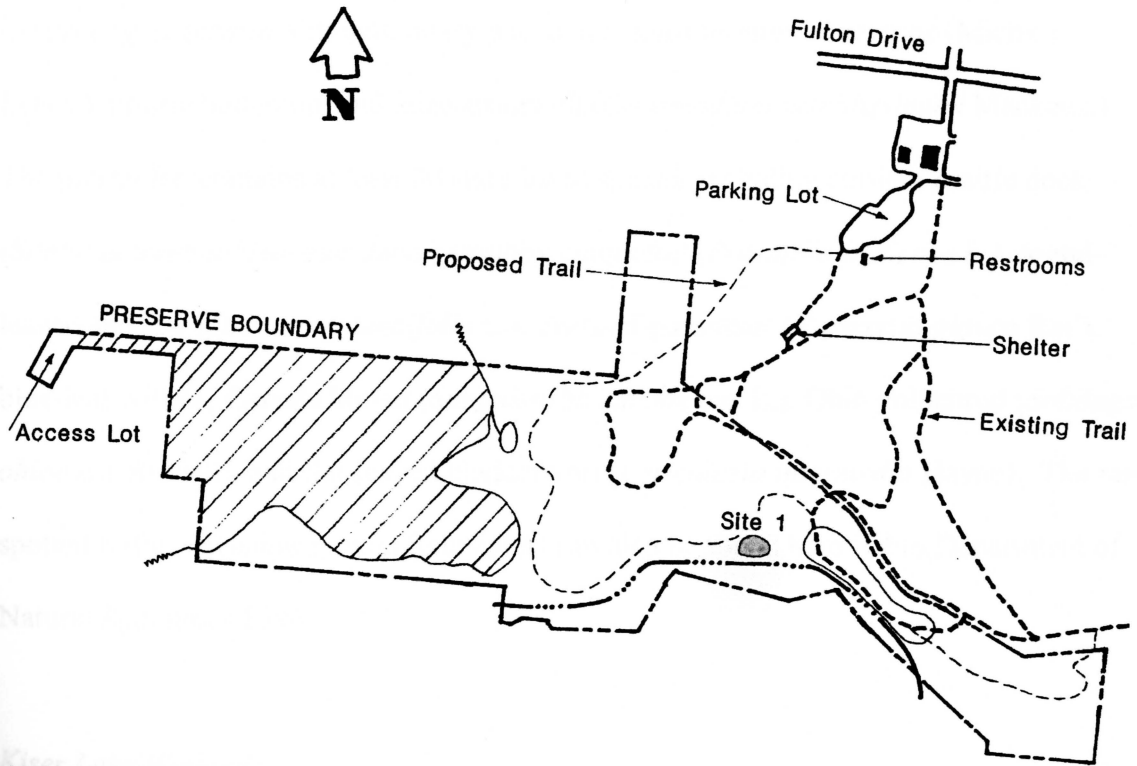 Fulton Drive
N
Parking Lot
Proposed Trail
Restrooms
PRESERVE BOUNDARY
Shelter
Access Lot
Existing Trail
Site 1